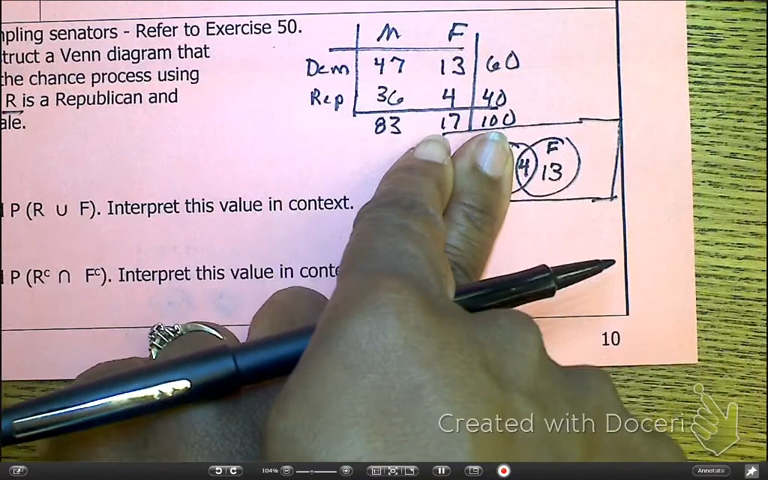 mpling senators - Refer to Exercise 50.
truct a Venn diagram that
the chance process using
R is a Republican and
ale.
M F
Dem 47 13 60
Rep 36 4 40
83 17 100
F
4 13
P (R ∪ F). Interpret this value in context.
P (Rᶜ ∩ Fᶜ). Interpret this value in conte
10
Created with Doceri
104%
Annotate